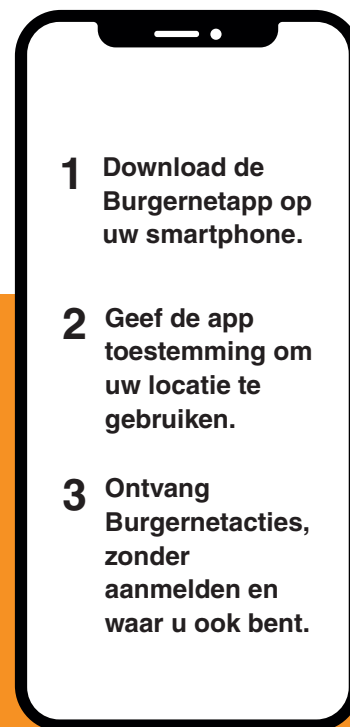 1 Download de
Burgernetapp op
uw smartphone.
2 Geef de app
toestemming om
uw locatie te
gebruiken.
3 Ontvang
Burgernetacties,
zonder
aanmelden en
waar u ook bent.